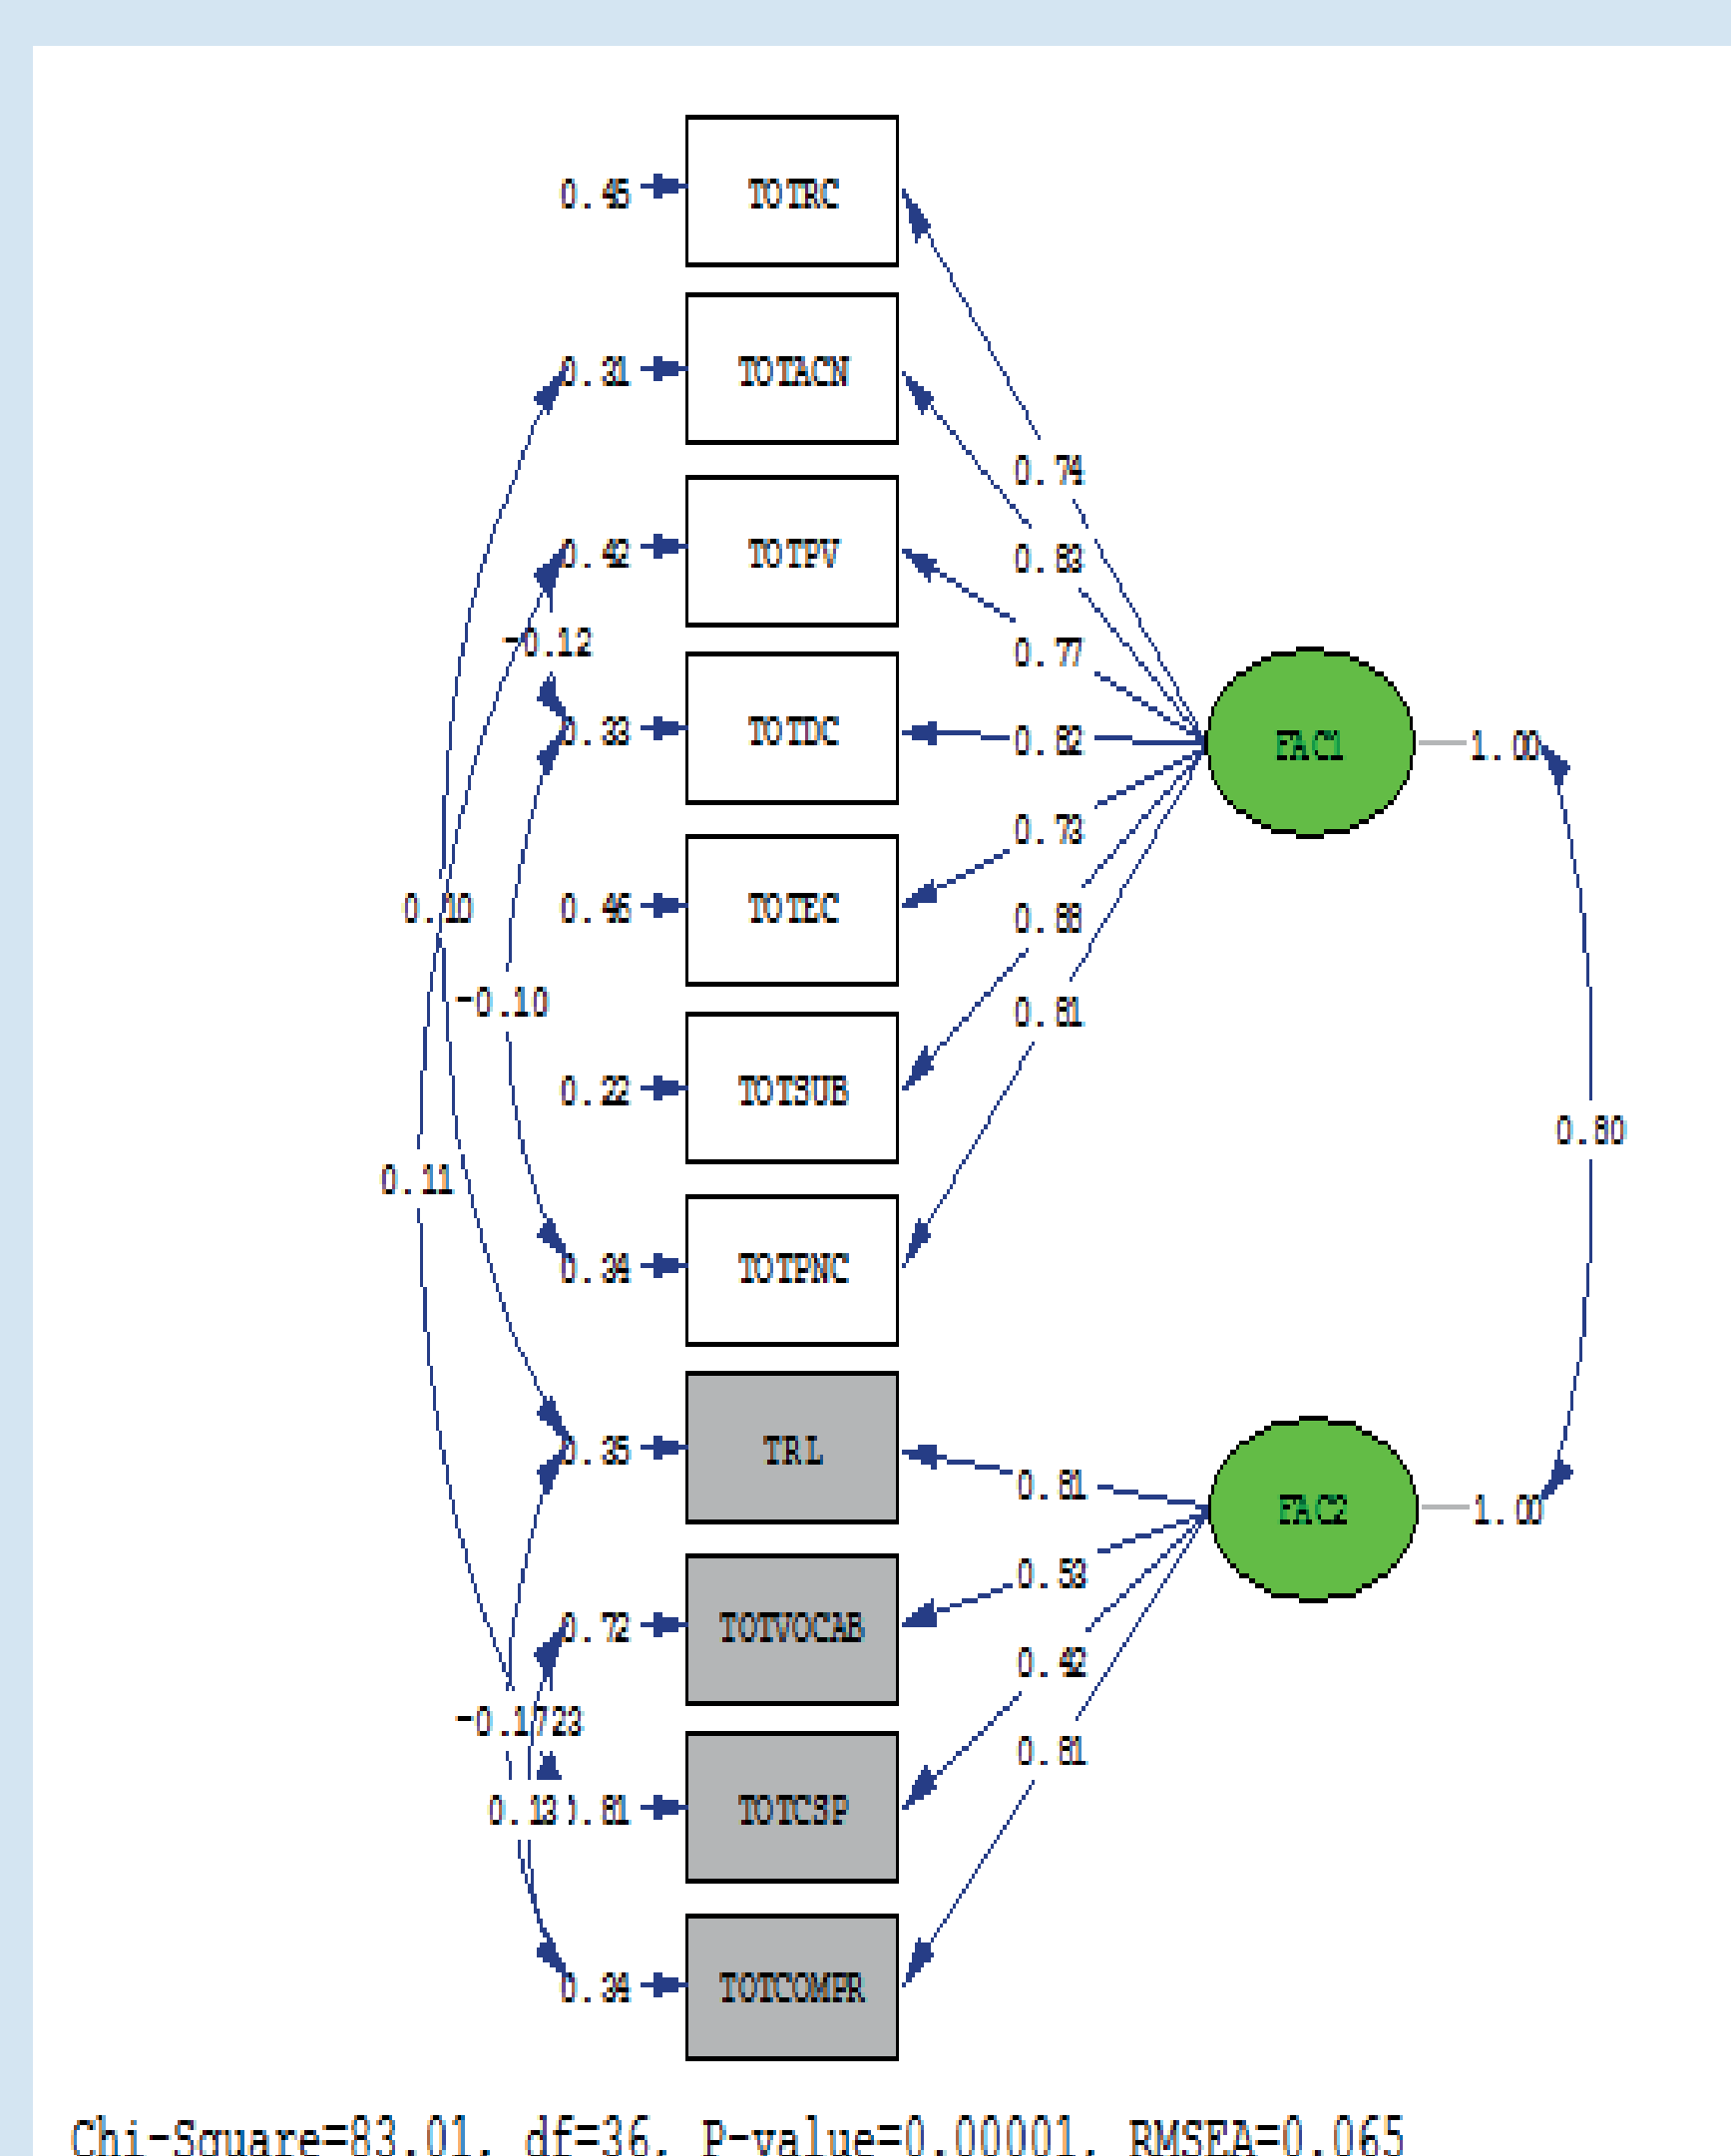 0.45 TOTRC
0.31 TOTACN
0.74
0.83
0.42 TOTPV
-0.12
0.77
0.33 TOTDC 0.82 FAC1 1.00
0.73
0.10 0.46 TOTEC 0.88
-0.10 0.81
0.22 TOTSUB
0.80
0.11
0.34 TOTPNC
0.35 TRL
0.81 FAC2 1.00
0.53
0.72 TOTVOCAB
0.42
-0.17
0.81
0.13 TOTCSP
0.34 TOTCOMPR
Chi-Square=83.01, df=36, P-value=0.00001, RMSEA=0.065